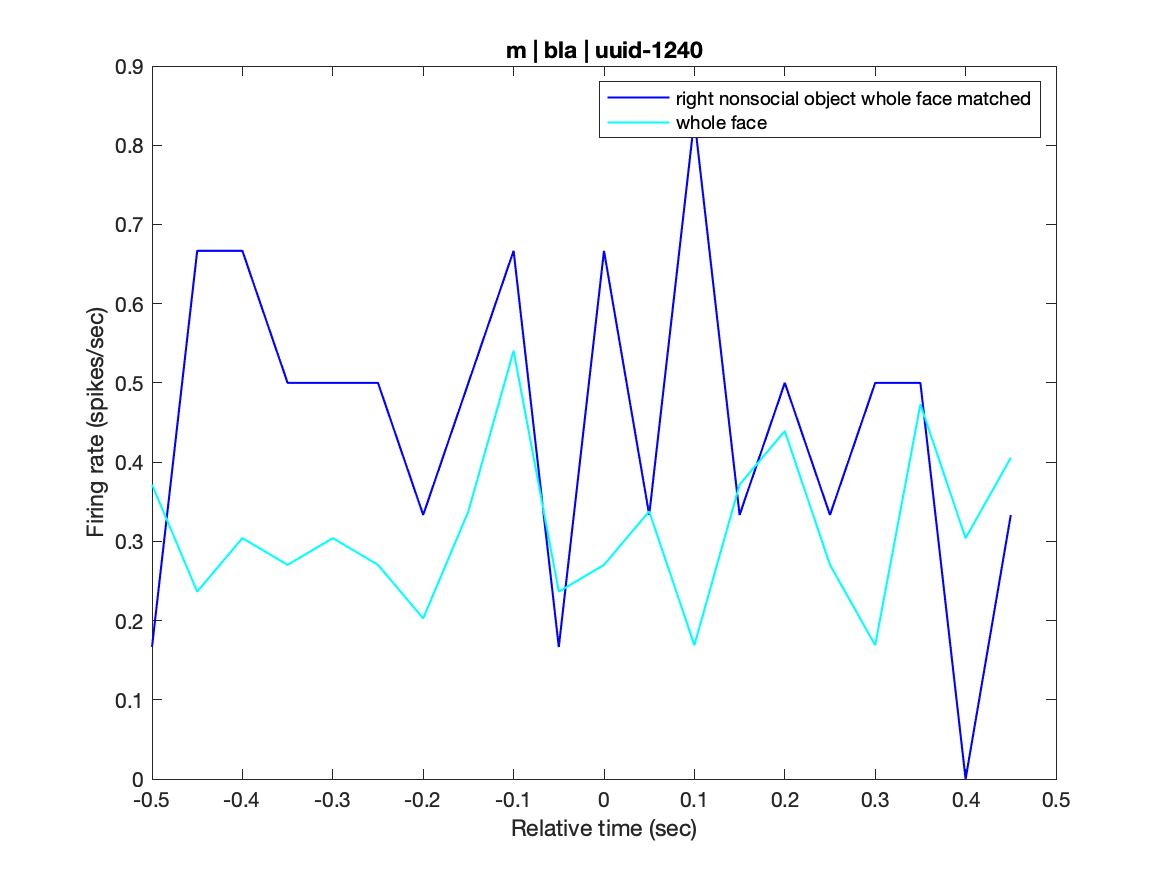 m | bla | uuid-1240
right nonsocial object whole face matched
whole face
Firing rate (spikes/sec)
0.9
0.8
0.7
0.6
0.5
0.4
0.3
0.2
0.1
0
-0.5 -0.4 -0.3 -0.2 -0.1 0 0.1 0.2 0.3 0.4 0.5
Relative time (sec)